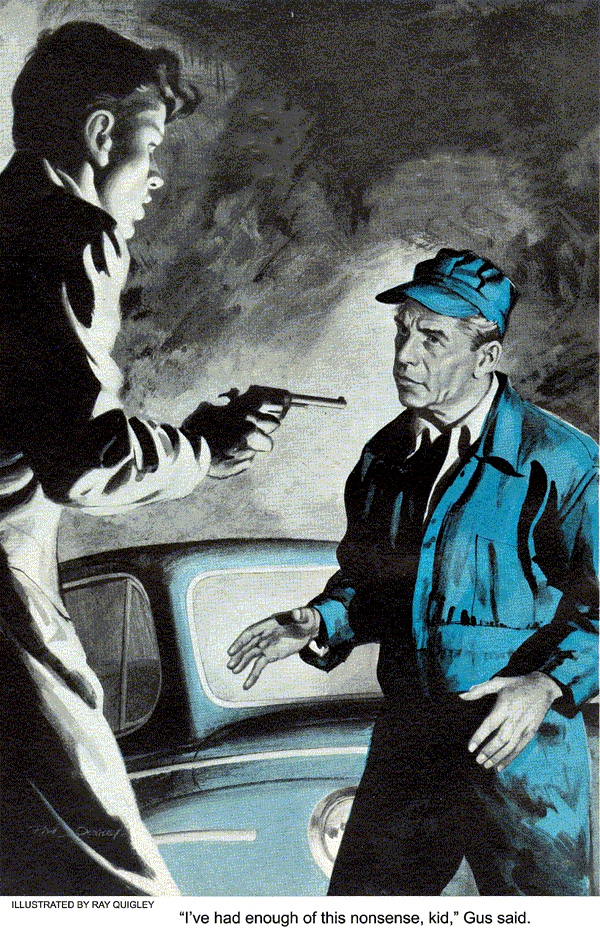 ILLUSTRATED BY RAY QUIGLEY
“I’ve had enough of this nonsense, kid,” Gus said.